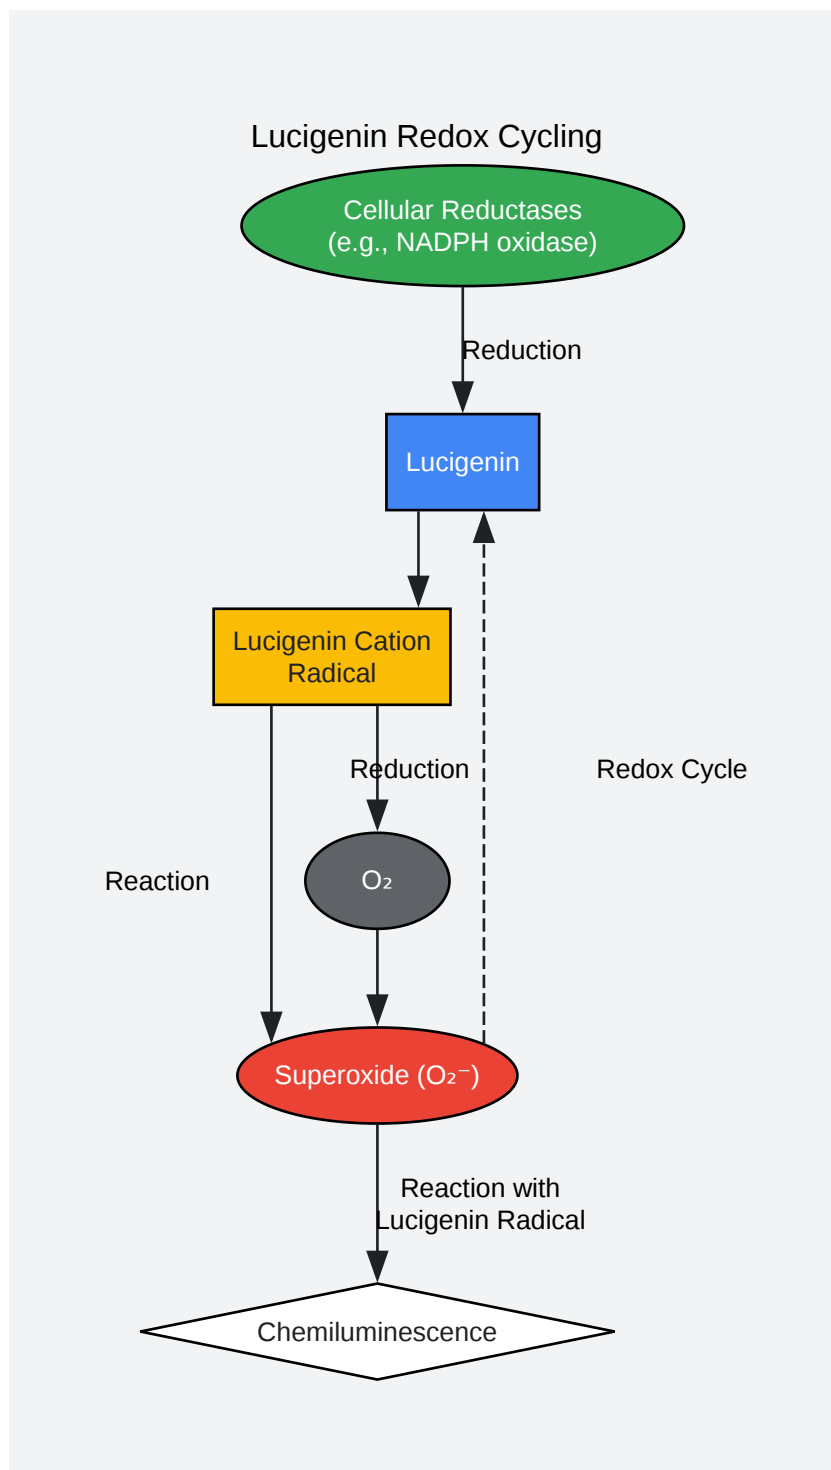 Lucigenin Redox Cycling
Cellular Reductases
(e.g., NADPH oxidase)
Reduction
Lucigenin
Lucigenin Cation
Radical
Reduction
Redox Cycle
Reaction
O₂
Superoxide (O₂⁻)
Reaction with
Lucigenin Radical
Chemiluminescence